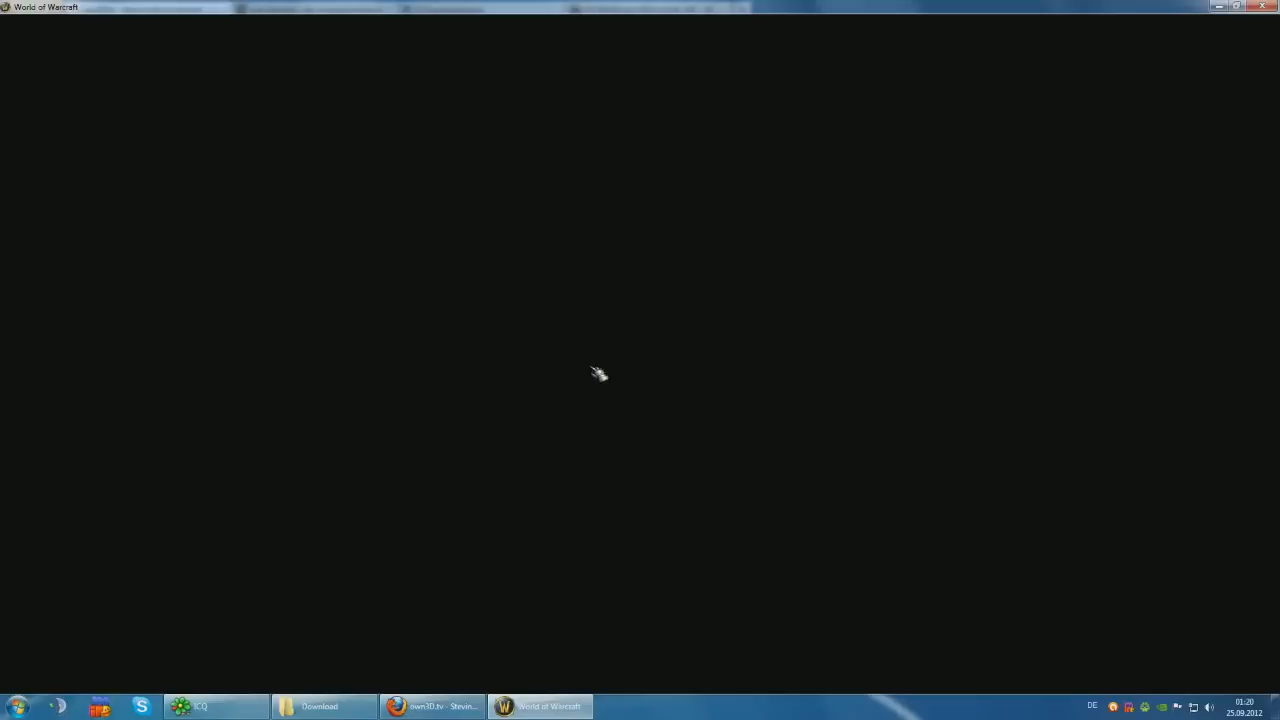 World of Warcraft
ICQ
Download
own3D.tv - Stevin...
World of Warcraft
DE
01:20
25.09.2012